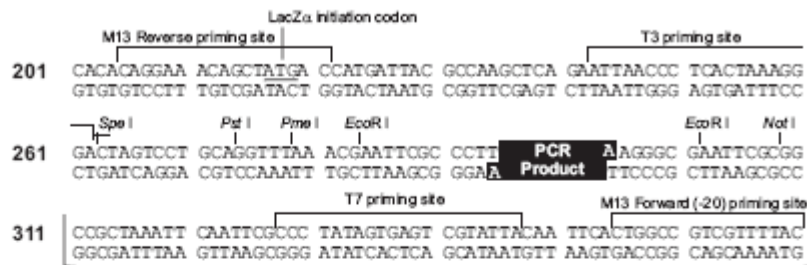 LacZα initiation codon
M13 Reverse priming site T3 priming site
201 CACACAGGAA ACAGCTATGA CCATGATTAC GCCAAGCTCA GAATTAACCC TCACTAAAGG
GTGTGTCCTT TGTCGATACT GGTACTAATG CGGTTCGAGT CTTAATTGGG AGTGATTTCC
Spe I Pst I Pme I EcoR I EcoR I Not I
261 GACTAGTCCT GCAGGTTTAA ACGAATTCGC CCTT PCR A AGGGC GAATTCGCGG
CTGATCAGGA CGTCCAAATT TGCTTAAGCG GGA A Product TTCCCG CTTAAGCGCC
T7 priming site M13 Forward (-20) priming site
311 CCGCTAAATT CAATTCGCCC TATAGTGAGT CGTATTACAA TTCACTGGCC GTCGTTTTAC
GGCGATTTAA GTTAAGCGGG ATATCACTCA GCATAATGTT AAGTGACCGG CAGCAAAATG